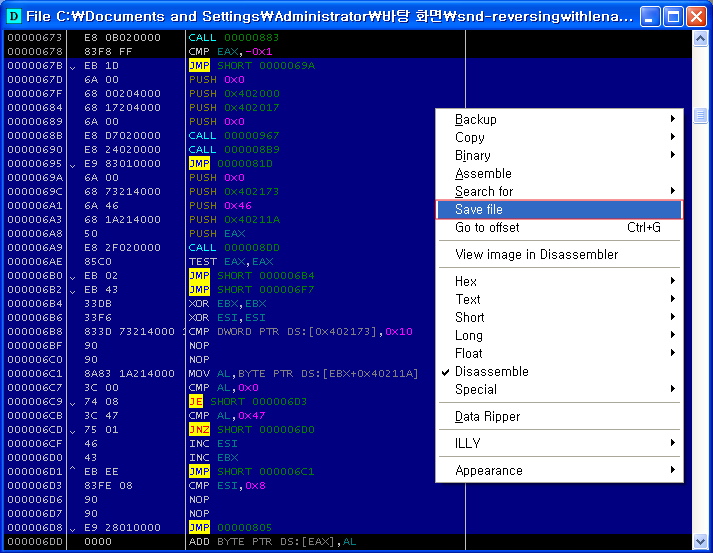 D File C:₩Documents and Settings₩Administrator₩바탕 화면₩snd-reversingwithlena...
00000673 E8 0B020000 CALL 00000883
00000678 83F8 FF CMP EAX,-0x1
0000067B EB 1D JMP SHORT 0000069A
0000067D 6A 00 PUSH 0x0
0000067F 68 00204000 PUSH 0x402000
00000684 68 17204000 PUSH 0x402017
00000689 6A 00 PUSH 0x0
0000068B E8 D7020000 CALL 00000967
00000690 E8 24020000 CALL 000008B9
00000695 E9 83010000 JMP 0000081D
0000069A 6A 00 PUSH 0x0
0000069C 68 73214000 PUSH 0x402173
000006A1 6A 46 PUSH 0x46
000006A3 68 1A214000 PUSH 0x40211A
000006A8 50 PUSH EAX
000006A9 E8 2F020000 CALL 000008DD
000006AE 85C0 TEST EAX,EAX
000006B0 EB 02 JMP SHORT 000006B4
000006B2 EB 43 JMP SHORT 000006F7
000006B4 33DB XOR EBX,EBX
000006B6 33F6 XOR ESI,ESI
000006B8 833D 73214000 CMP DWORD PTR DS:[0x402173],0x10
000006BF 90 NOP
000006C0 90 NOP
000006C1 8A83 1A214000 MOV AL,BYTE PTR DS:[EBX+0x40211A]
000006C7 3C 00 CMP AL,0x0
000006C9 74 08 JE SHORT 000006D3
000006CB 3C 47 CMP AL,0x47
000006CD 75 01 JNZ SHORT 000006D0
000006CF 46 INC ESI
000006D0 43 INC EBX
000006D1 EB EE JMP SHORT 000006C1
000006D3 83FE 08 CMP ESI,0x8
000006D6 90 NOP
000006D7 90 NOP
000006D8 E9 28010000 JMP 00000805
000006DD 0000 ADD BYTE PTR DS:[EAX],AL
Backup
Copy
Binary
Assemble
Search for
Save file
Go to offset Ctrl+G
View image in Disassembler
Hex
Text
Short
Long
Float
Disassemble
Special
Data Ripper
ILLY
Appearance